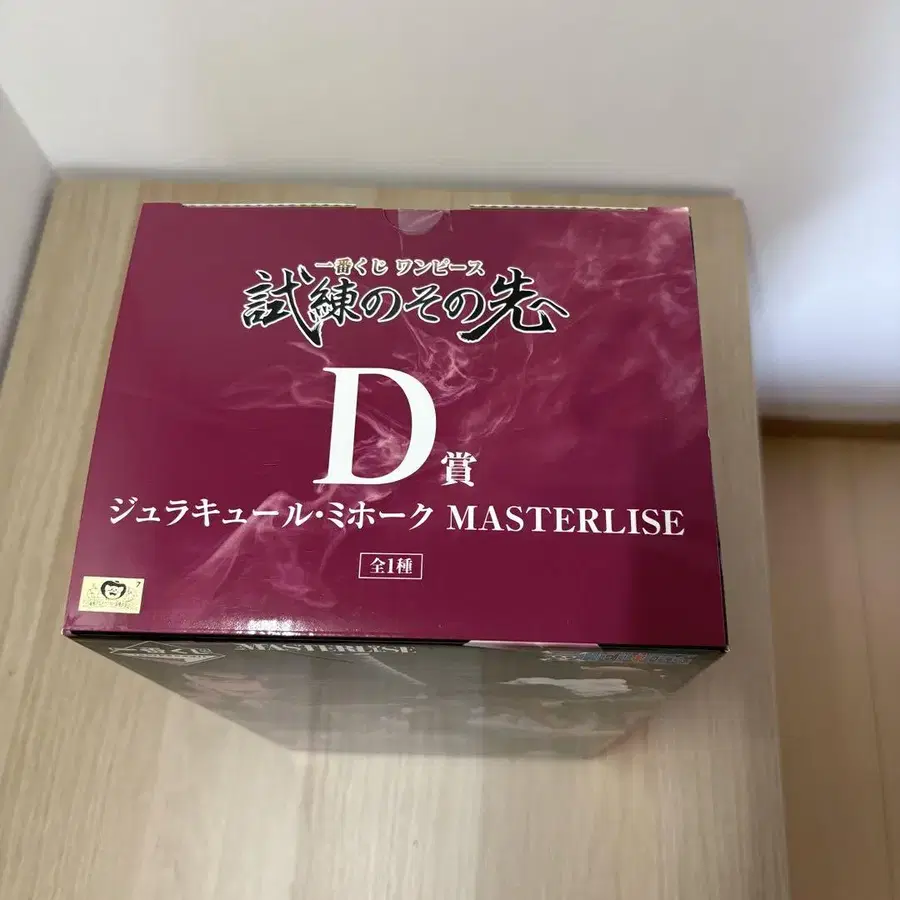 一番くじ ワンピース
試練のその先へ
D賞
ジュラキュール・ミホーク MASTERLISE
全1種
7
MASTERLISE